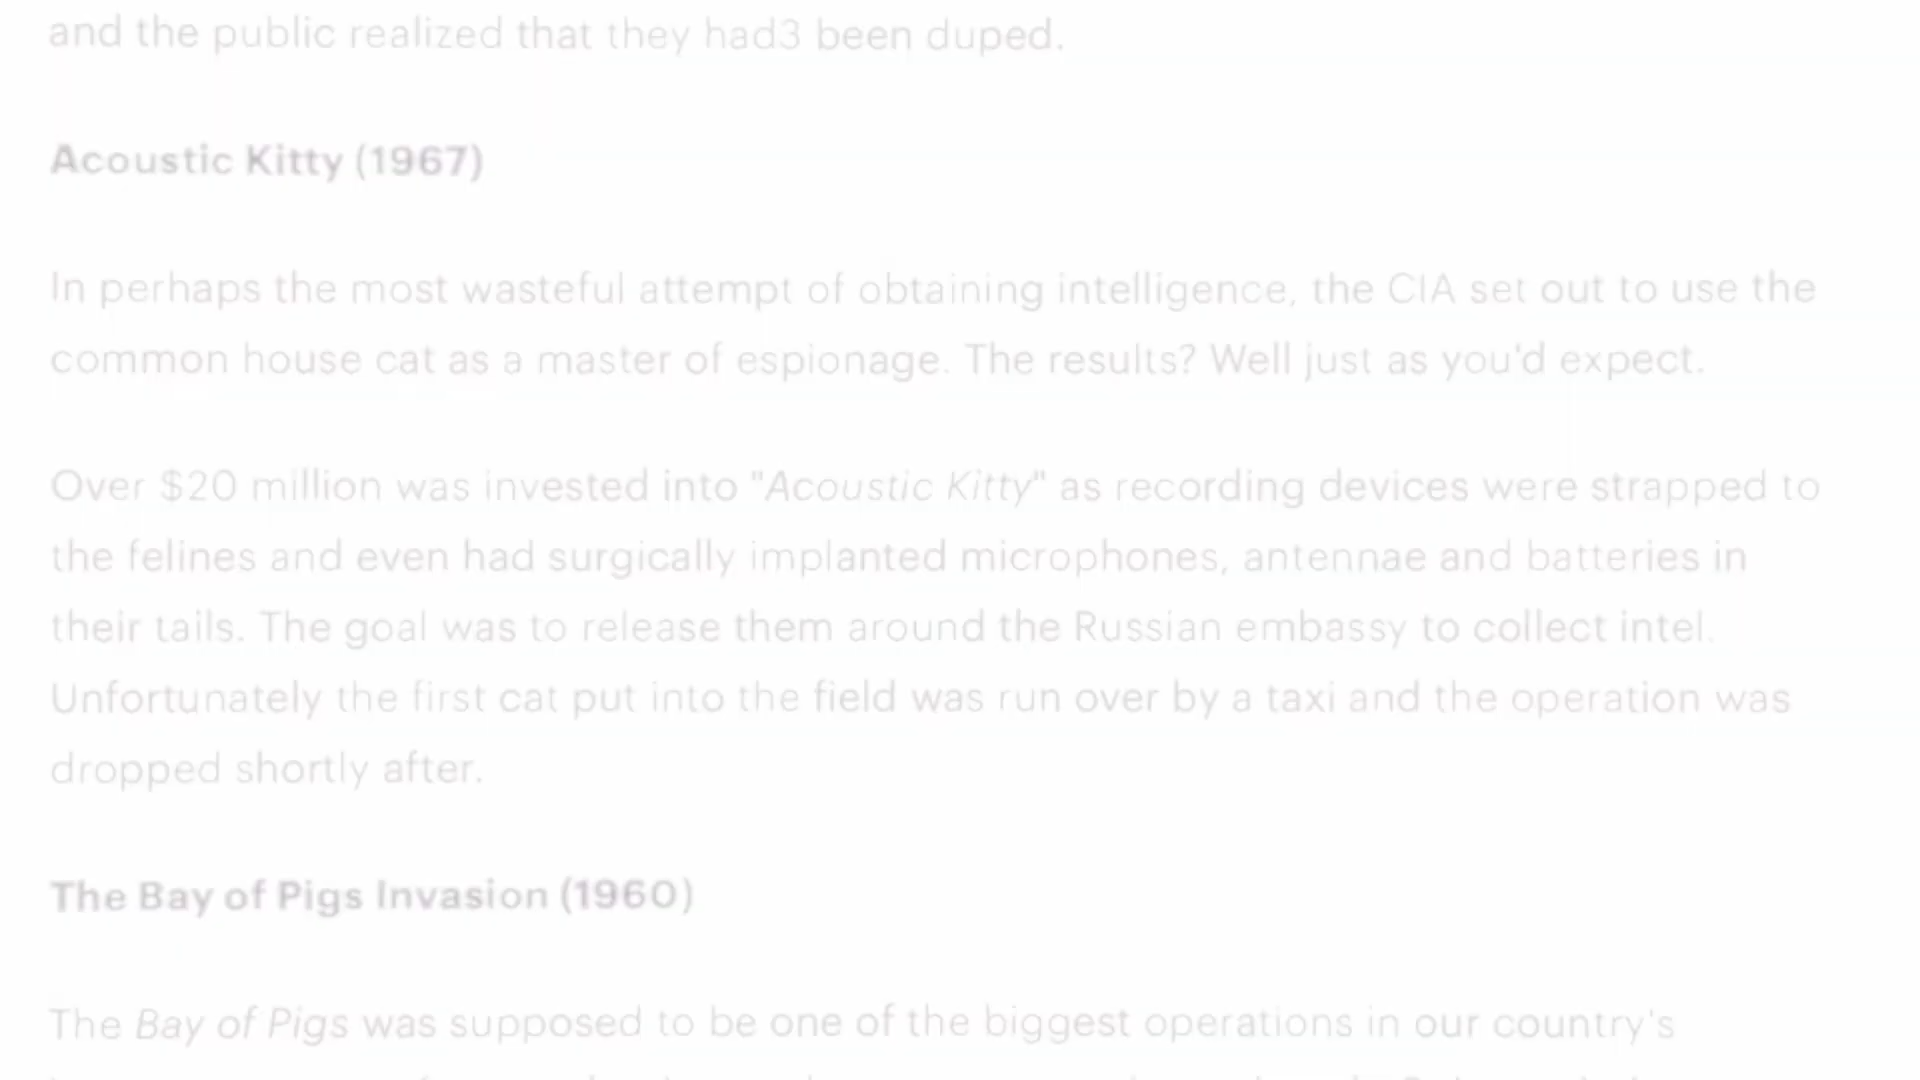 and the public realized that they had3 been duped.
Acoustic Kitty (1967)
In perhaps the most wasteful attempt of obtaining intelligence, the CIA set out to use the
common house cat as a master of espionage. The results? Well just as you'd expect.
Over $20 million was invested into "Acoustic Kitty" as recording devices were strapped to
the felines and even had surgically implanted microphones, antennae and batteries in
their tails. The goal was to release them around the Russian embassy to collect intel.
Unfortunately the first cat put into the field was run over by a taxi and the operation was
dropped shortly after.
The Bay of Pigs Invasion (1960)
The Bay of Pigs was supposed to be one of the biggest operations in our country's